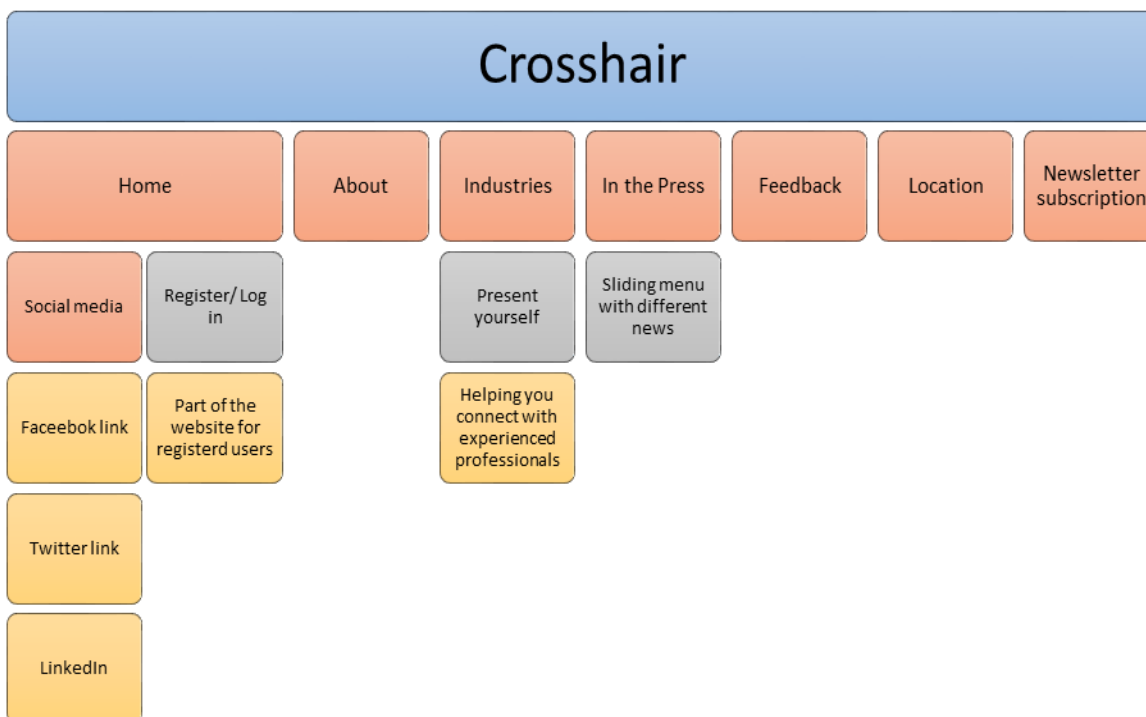 Crosshair
Home
About
Industries
In the Press
Feedback
Location
Newsletter
subscription
Social media
Register/ Log
in
Present
yourself
Sliding menu
with different
news
Faceebok link
Part of the
website for
registerd users
Helping you
connect with
experienced
professionals
Twitter link
LinkedIn